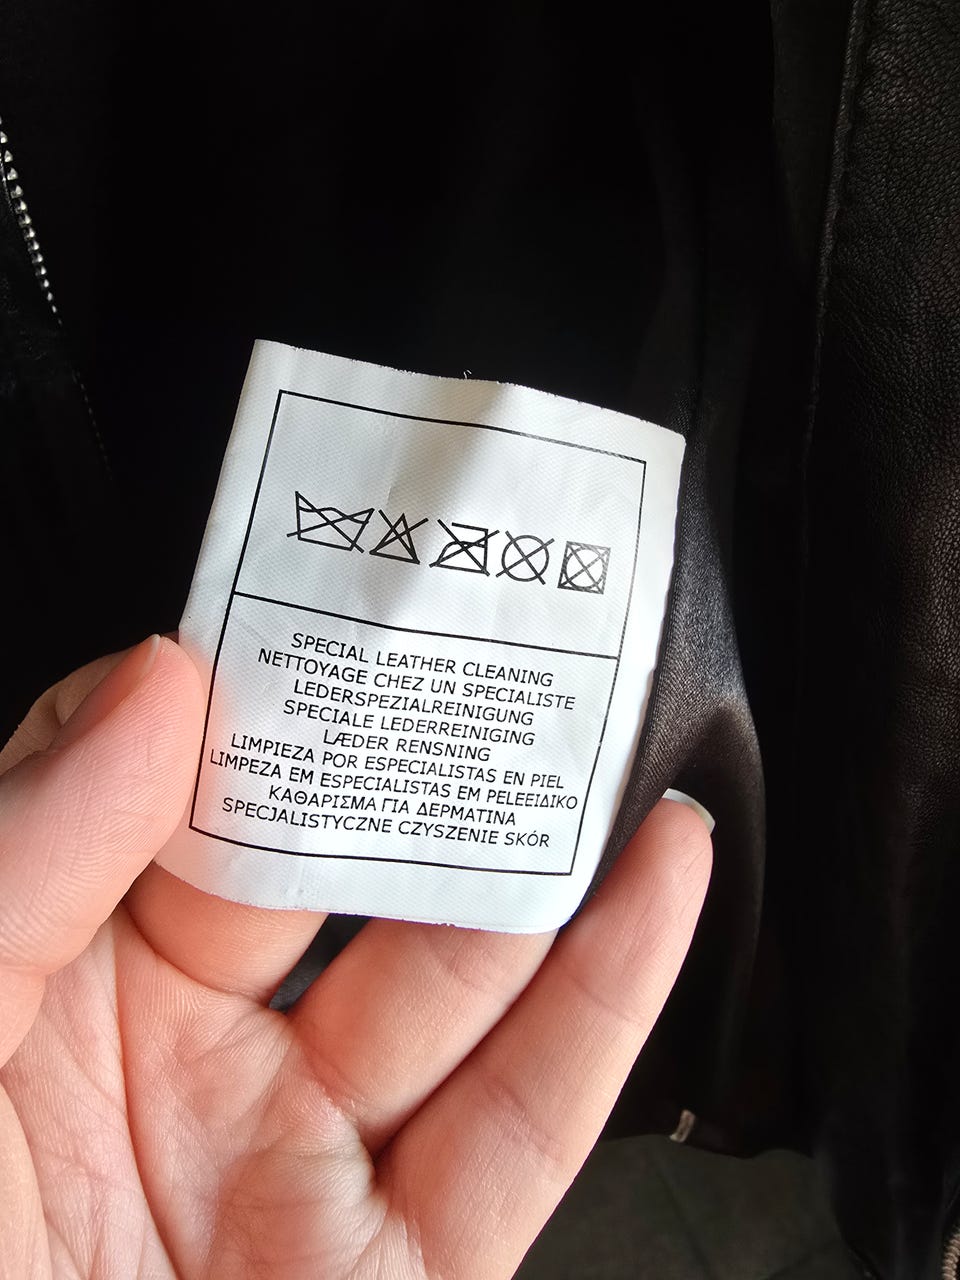 SPECIAL LEATHER CLEANING
NETTOYAGE CHEZ UN SPECIALISTE
LEDERSPEZIALREINIGUNG
SPECIALE LEDERREINIGING
LÆDER RENSNING
LIMPIEZA POR ESPECIALISTAS EN PIEL
LIMPEZA EM ESPECIALISTAS EM PELEEIΔIKO
ΚΑΘΑΡΙΣΜΑ ΓΙΑ ΔΕΡΜΑΤΙΝΑ
SPECJALISTYCZNE CZYSZENIE SKÓR